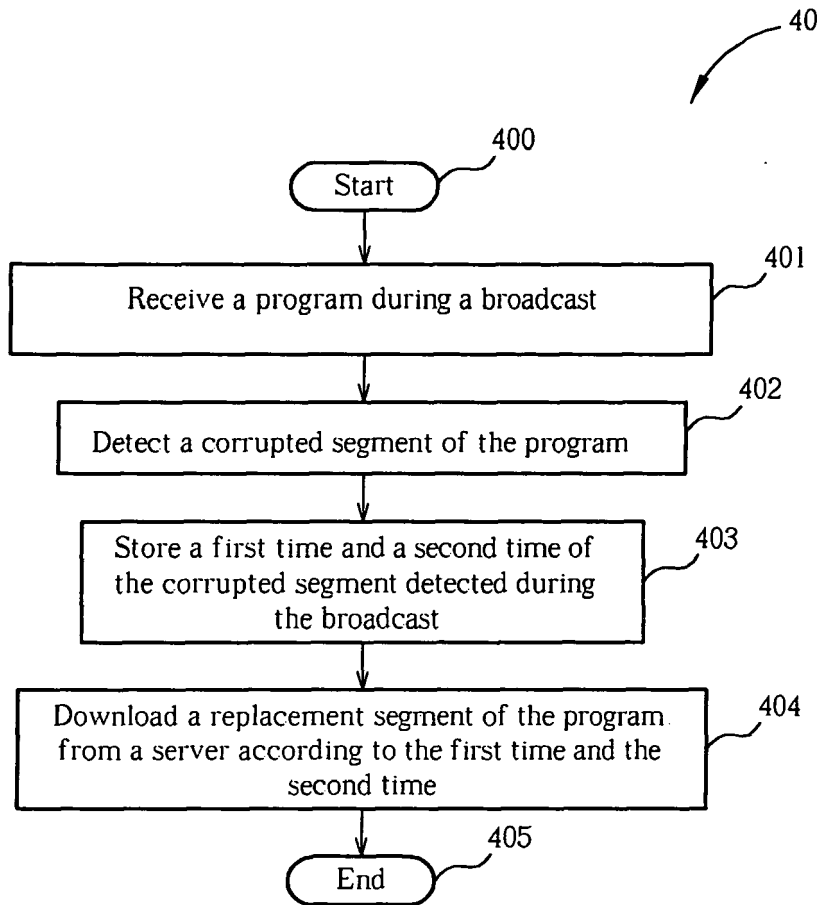 40
400
Start
401
Receive a program during a broadcast
402
Detect a corrupted segment of the program
403
Store a first time and a second time of
the corrupted segment detected during
the broadcast
404
Download a replacement segment of the program
from a server according to the first time and the
second time
405
End